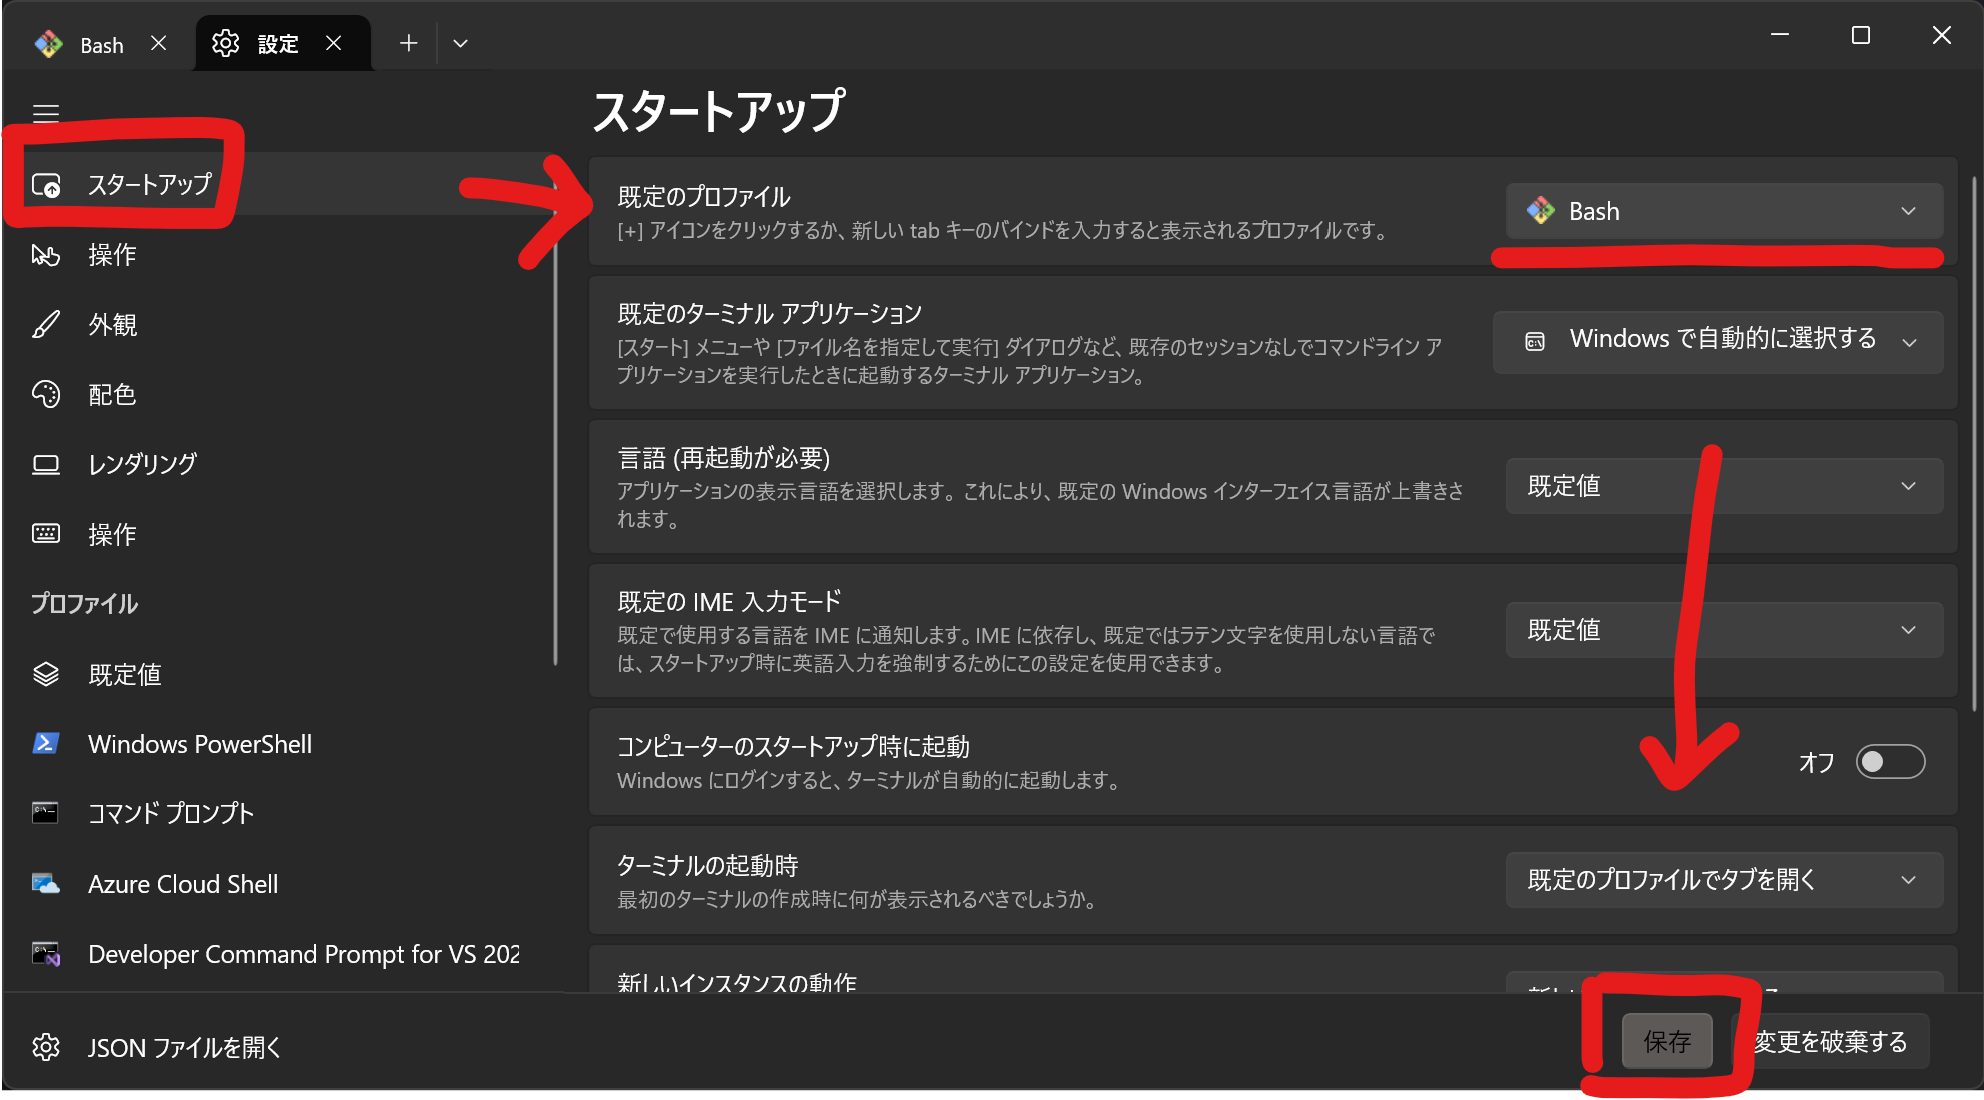 Bash
設定
スタートアップ
操作
外観
配色
レンダリング
操作
プロファイル
既定値
Windows PowerShell
コマンド プロンプト
Azure Cloud Shell
Developer Command Prompt for VS 202
JSON ファイルを開く
スタートアップ
既定のプロファイル
[+] アイコンをクリックするか、新しい tab キーのバインドを入力すると表示されるプロファイルです。
Bash
既定のターミナル アプリケーション
[スタート] メニューや [ファイル名を指定して実行] ダイアログなど、既存のセッションなしでコマンドライン ア
プリケーションを実行したときに起動するターミナル アプリケーション。
Windows で自動的に選択する
言語 (再起動が必要)
アプリケーションの表示言語を選択します。これにより、既定の Windows インターフェイス言語が上書きさ
れます。
既定値
既定の IME 入力モード
既定で使用する言語を IME に通知します。IME に依存し、既定ではラテン文字を使用しない言語で
は、スタートアップ時に英語入力を強制するためにこの設定を使用できます。
既定値
コンピューターのスタートアップ時に起動
Windows にログインすると、ターミナルが自動的に起動します。
オフ
ターミナルの起動時
最初のターミナルの作成時に何が表示されるべきでしょうか。
既定のプロファイルでタブを開く
新しいインスタンスの動作
保存
変更を破棄する